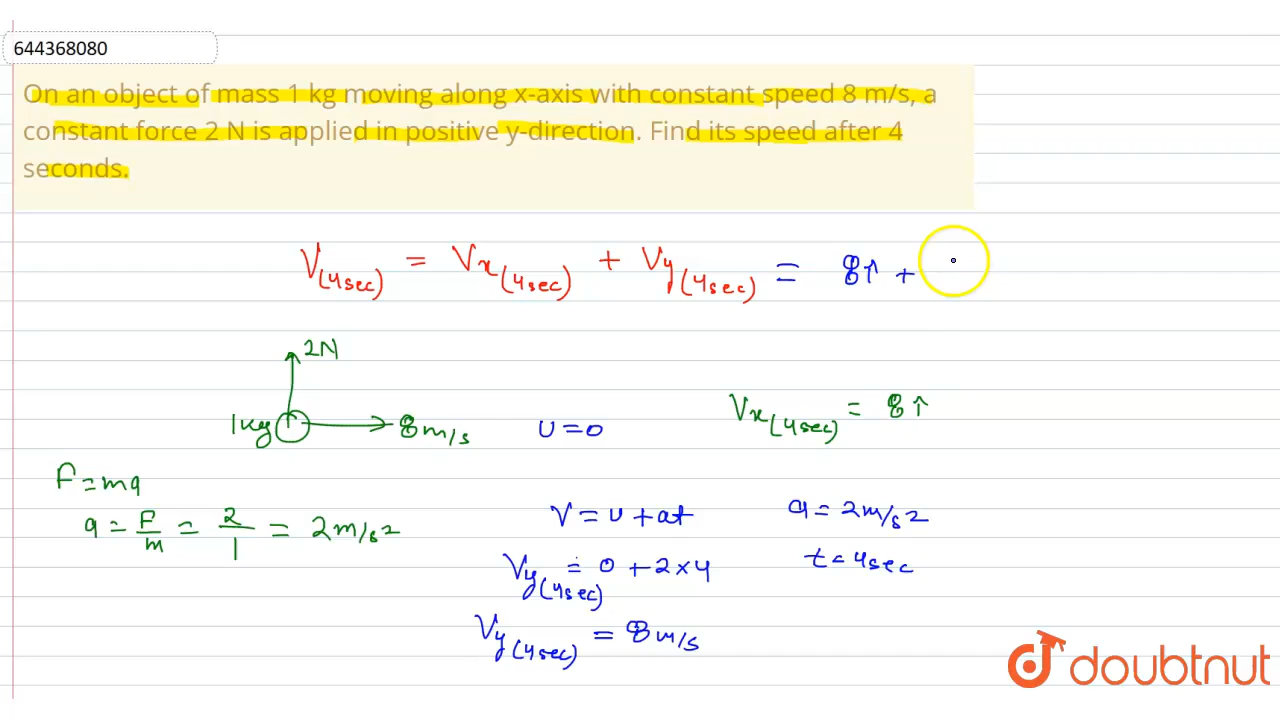 644368080
On an object of mass 1 kg moving along x-axis with constant speed 8 m/s, a
constant force 2 N is applied in positive y-direction. Find its speed after 4
seconds.
V(4sec) = Vx(4sec) + Vy(4sec) = 8î +
2N
1kg 8m/s
u=0
Vx(4sec) = 8î
F=ma
a = F/m = 2/1 = 2m/s2
V = u + at
a = 2m/s2
Vy(4sec) = 0 + 2×4
t = 4sec
Vy(4sec) = 8m/s
doubtnut